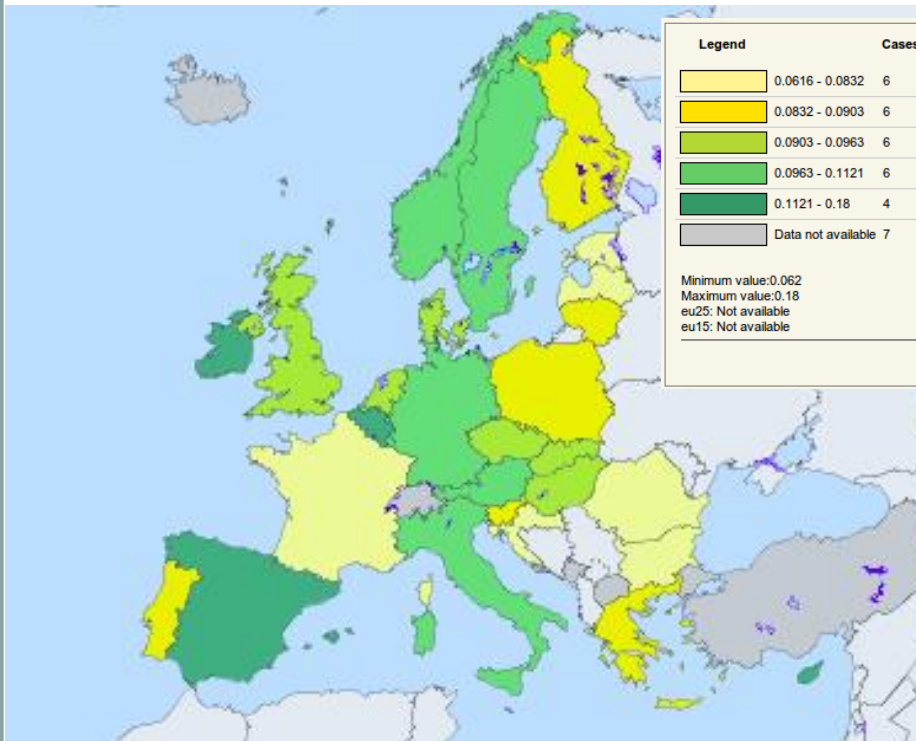 Legend Cases
0.0616 - 0.0832 6
0.0832 - 0.0903 6
0.0903 - 0.0963 6
0.0963 - 0.1121 6
0.1121 - 0.18 4
Data not available 7
Minimum value:0.062
Maximum value:0.18
eu25: Not available
eu15: Not available